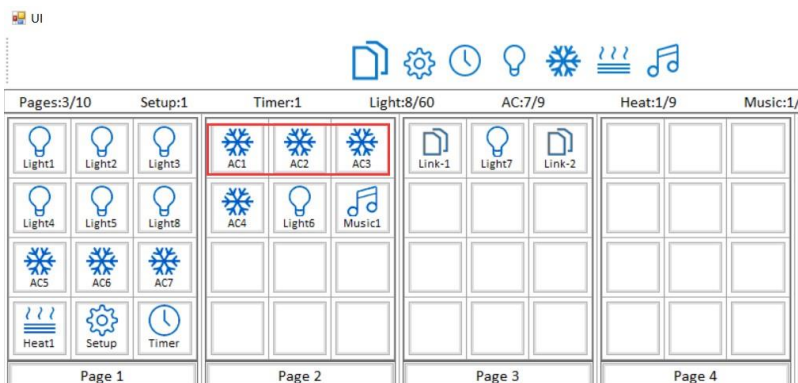 UI
Pages:3/10 Setup:1 Timer:1 Light:8/60 AC:7/9 Heat:1/9 Music:1/
Light1 Light2 Light3 AC1 AC2 AC3 Link-1 Light7 Link-2
Light4 Light5 Light8 AC4 Light6 Music1
AC5 AC6 AC7
Heat1 Setup Timer
Page 1 Page 2 Page 3 Page 4